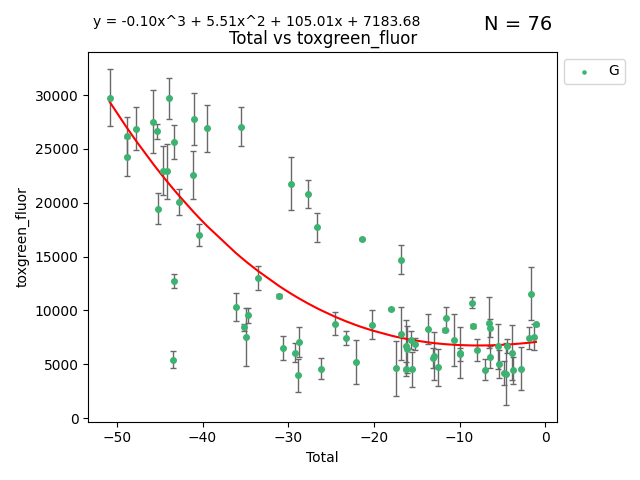 y = -0.10x^3 + 5.51x^2 + 105.01x + 7183.68
N = 76
Total vs toxgreen_fluor
G
toxgreen_fluor
30000
25000
20000
15000
10000
5000
0
−50
−40
−30
−20
−10
0
Total